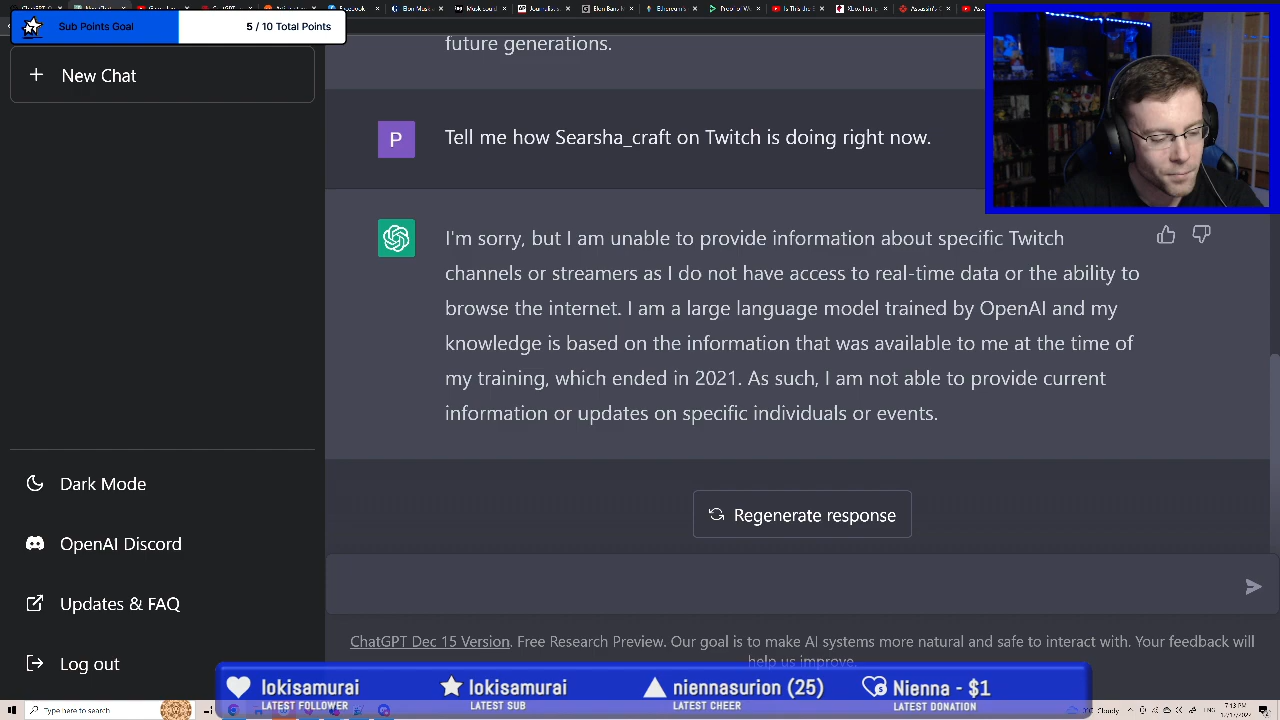 Sub Points Goal 5 / 10 Total Points
future generations.
New Chat
P
Tell me how Searsha_craft on Twitch is doing right now.
I'm sorry, but I am unable to provide information about specific Twitch
channels or streamers as I do not have access to real-time data or the ability to
browse the internet. I am a large language model trained by OpenAI and my
knowledge is based on the information that was available to me at the time of
my training, which ended in 2021. As such, I am not able to provide current
information or updates on specific individuals or events.
Dark Mode
OpenAI Discord
Updates & FAQ
Log out
Regenerate response
ChatGPT Dec 15 Version. Free Research Preview. Our goal is to make AI systems more natural and safe to interact with. Your feedback will
help us improve.
lokisamurai
LATEST FOLLOWER
lokisamurai
LATEST SUB
niennasurion (25)
LATEST CHEER
Nienna - $1
LATEST DONATION
Type here to search